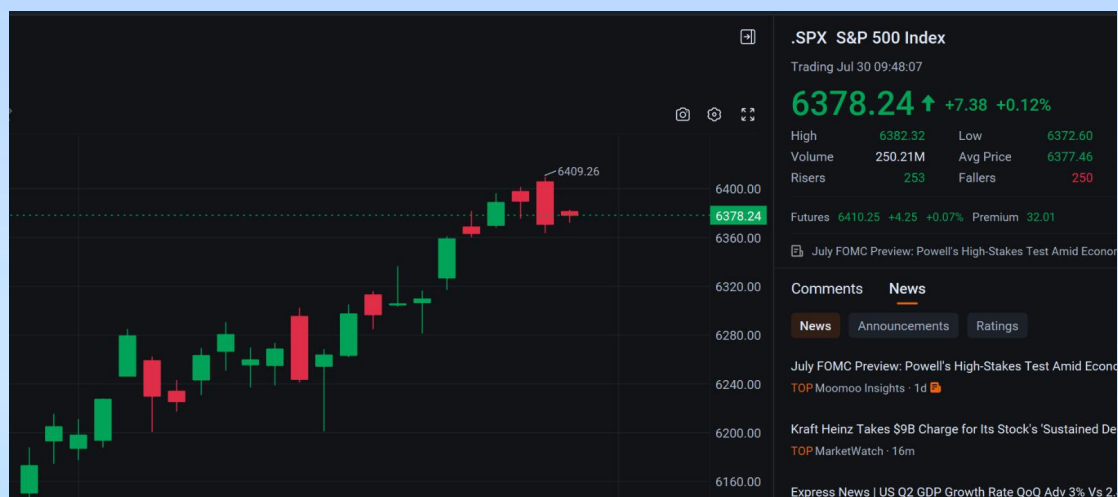 .SPX S&P 500 Index
Trading Jul 30 09:48:07
6378.24 +7.38 +0.12%
High 6382.32 Low 6372.60
Volume 250.21M Avg Price 6377.46
Risers 253 Fallers 250
Futures 6410.25 +4.25 +0.07% Premium 32.01
July FOMC Preview: Powell's High-Stakes Test Amid Econor
Comments News
News Announcements Ratings
July FOMC Preview: Powell's High-Stakes Test Amid Econo
TOP Moomoo Insights · 1d
Kraft Heinz Takes $9B Charge for Its Stock's 'Sustained De
TOP MarketWatch · 16m
Express News | US Q2 GDP Growth Rate QoQ Adv 3% Vs 2.
6409.26
6400.00
6378.24
6360.00
6320.00
6280.00
6240.00
6200.00
6160.00